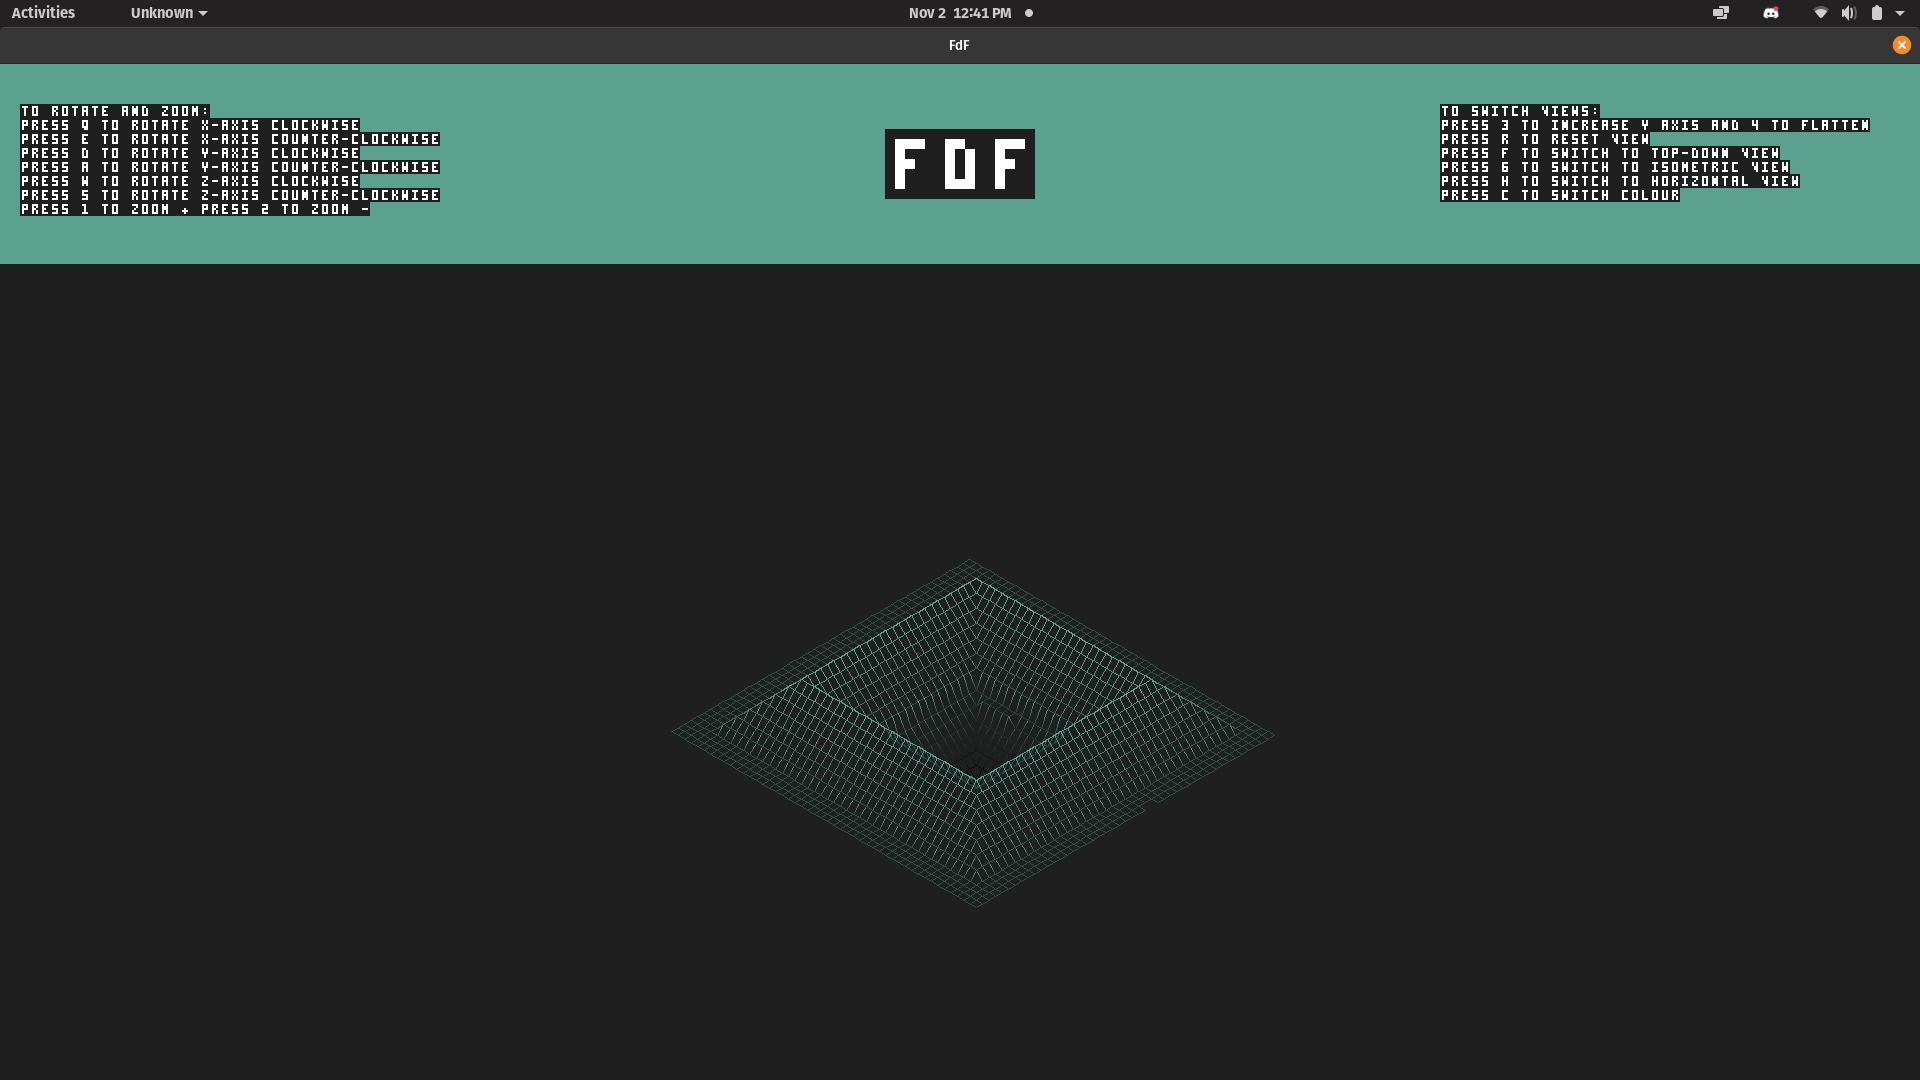 Activities
Unknown
Nov 2 12:41 PM
FdF
TO ROTATE AND ZOOM:
PRESS Q TO ROTATE X-AXIS CLOCKWISE
PRESS E TO ROTATE X-AXIS COUNTER-CLOCKWISE
PRESS D TO ROTATE Y-AXIS CLOCKWISE
PRESS A TO ROTATE Y-AXIS COUNTER-CLOCKWISE
PRESS W TO ROTATE Z-AXIS CLOCKWISE
PRESS S TO ROTATE Z-AXIS COUNTER-CLOCKWISE
PRESS 1 TO ZOOM + PRESS 2 TO ZOOM -
FDF
TO SWITCH VIEWS:
PRESS 3 TO INCREASE Y AXIS AND 4 TO FLATTEN
PRESS R TO RESET VIEW
PRESS F TO SWITCH TO TOP-DOWN VIEW
PRESS G TO SWITCH TO ISOMETRIC VIEW
PRESS H TO SWITCH TO HORIZONTAL VIEW
PRESS C TO SWITCH COLOUR